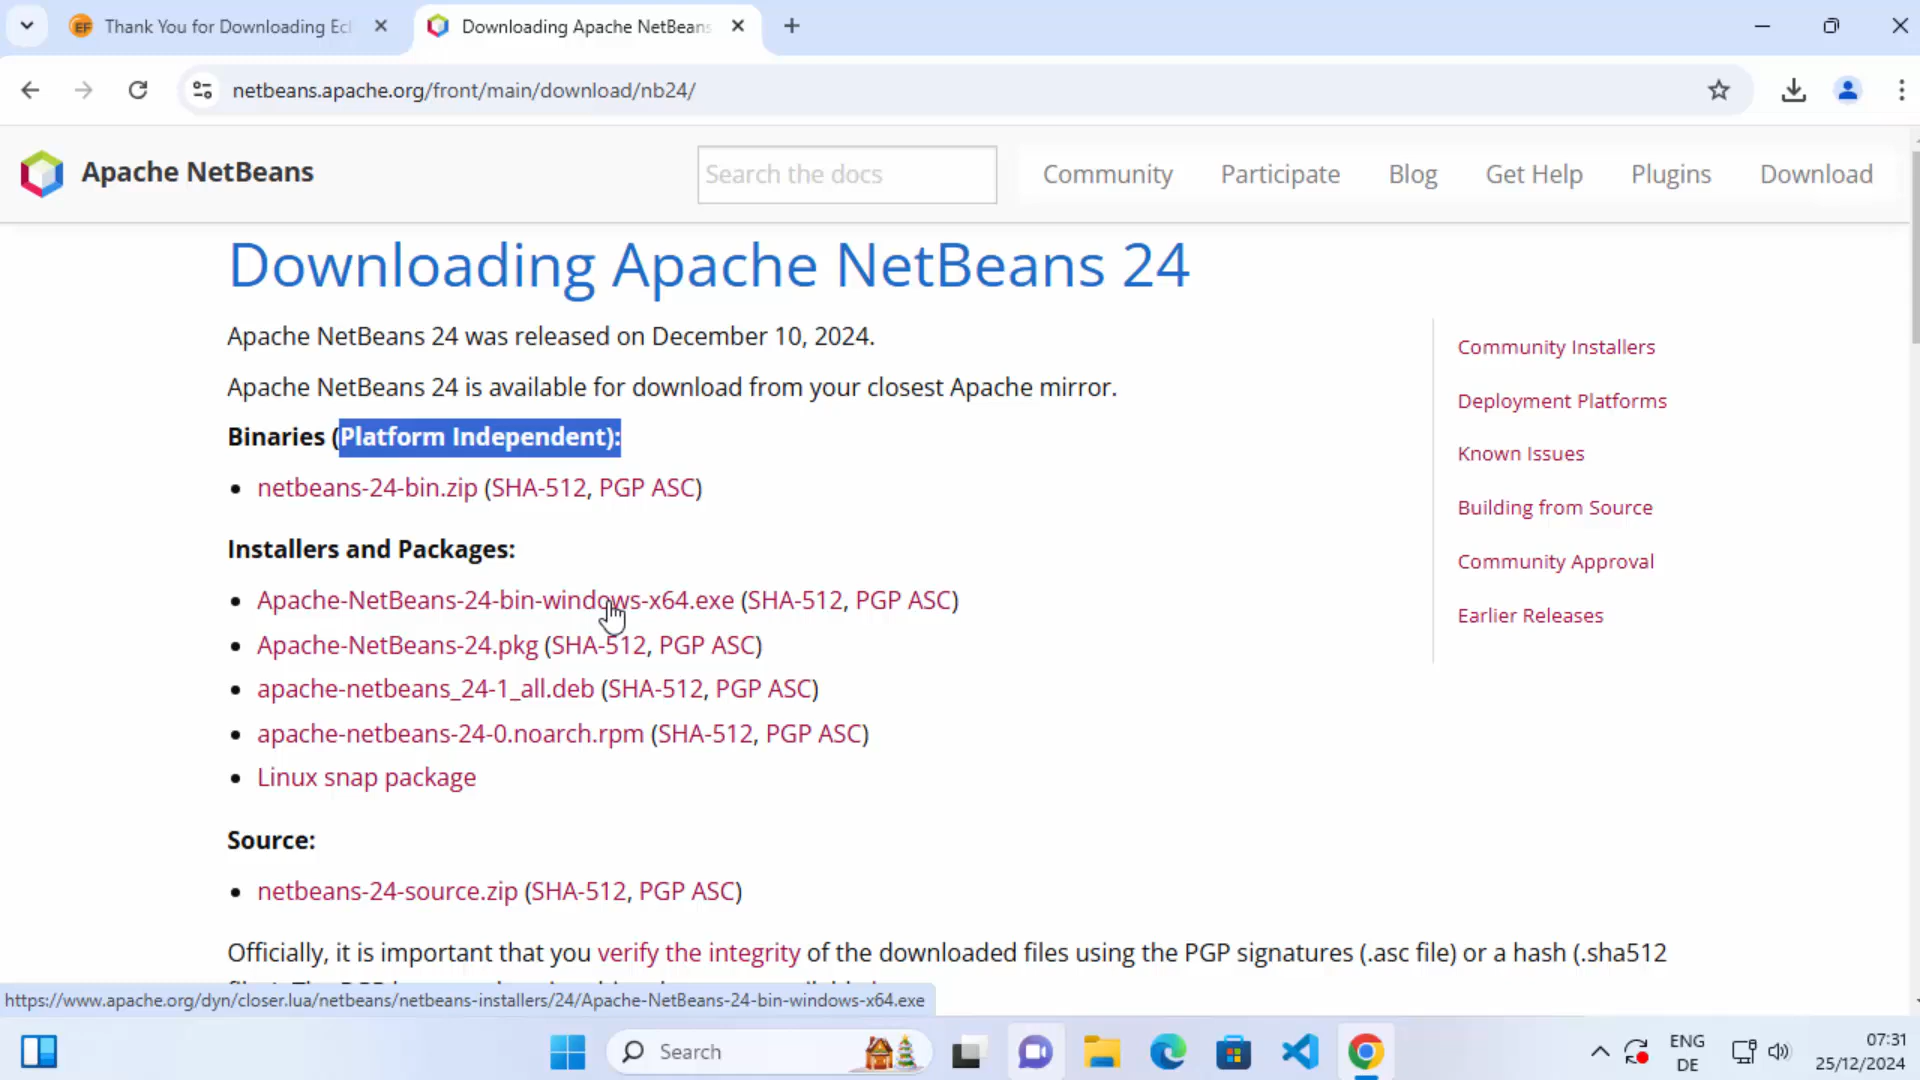 Thank You for Downloading Ecl
Downloading Apache NetBeans
netbeans.apache.org/front/main/download/nb24/
Apache NetBeans
Search the docs
Community
Participate
Blog
Get Help
Plugins
Download
Downloading Apache NetBeans 24
Apache NetBeans 24 was released on December 10, 2024.
Apache NetBeans 24 is available for download from your closest Apache mirror.
Binaries (Platform Independent):
• netbeans-24-bin.zip (SHA-512, PGP ASC)
Installers and Packages:
• Apache-NetBeans-24-bin-windows-x64.exe (SHA-512, PGP ASC)
• Apache-NetBeans-24.pkg (SHA-512, PGP ASC)
• apache-netbeans_24-1_all.deb (SHA-512, PGP ASC)
• apache-netbeans-24-0.noarch.rpm (SHA-512, PGP ASC)
• Linux snap package
Source:
• netbeans-24-source.zip (SHA-512, PGP ASC)
Officially, it is important that you verify the integrity of the downloaded files using the PGP signatures (.asc file) or a hash (.sha512
Community Installers
Deployment Platforms
Known Issues
Building from Source
Community Approval
Earlier Releases
https://www.apache.org/dyn/closer.lua/netbeans/netbeans-installers/24/Apache-NetBeans-24-bin-windows-x64.exe
Search
ENG
DE
07:31
25/12/2024